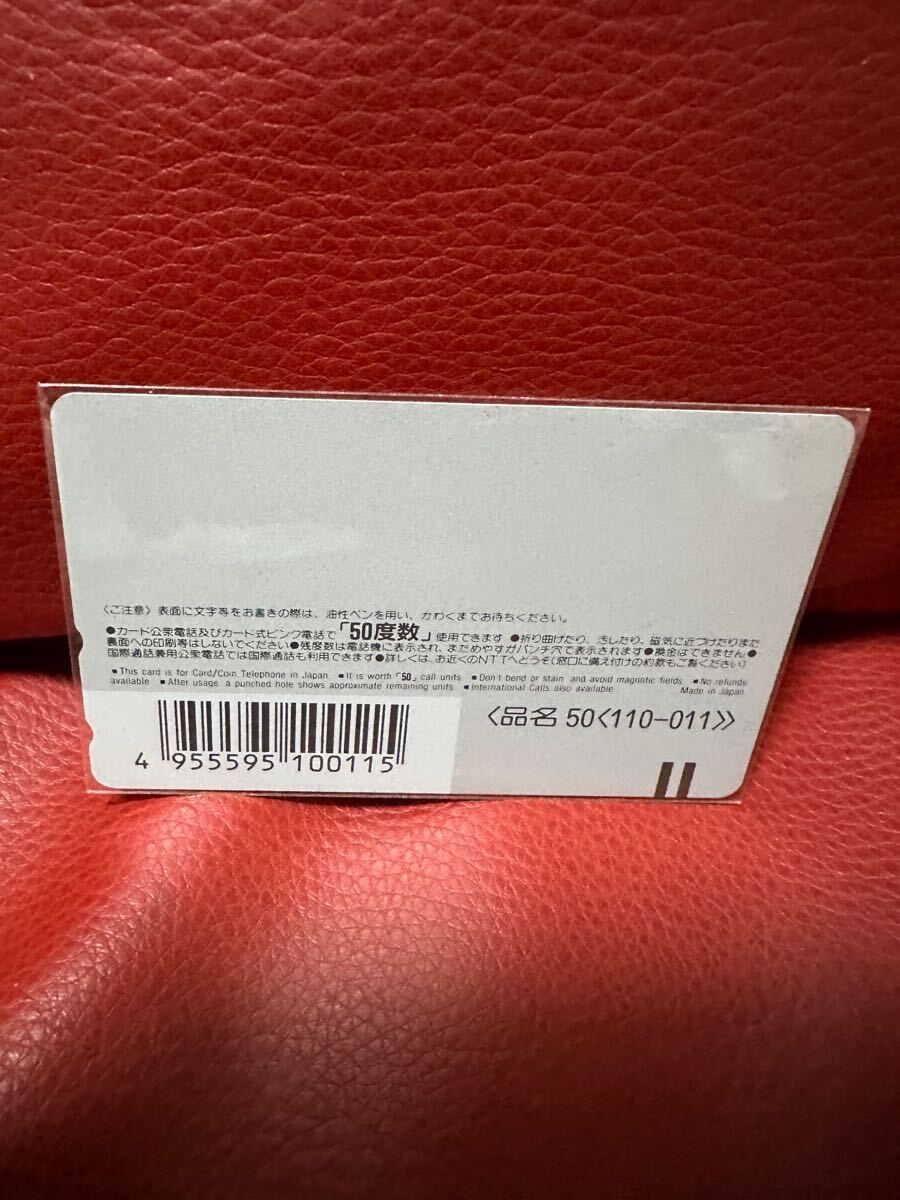 〈ご注意〉表面に文字等をお書きの際は、油性ペンを用い、かわくまでお待ちください。
●カード公衆電話及びカード式ピンク電話で「50度数」使用できます ●折り曲げたり、汚したり、磁気に近づけたりまた
裏面への印刷等はしないでください●残度数は電話機に表示され、まためやすがパンチ穴で表示されます●換金はできません●
国際通話兼用公衆電話では国際通話も利用できます●詳しくは、お近くのNTTへどうぞ(窓口に備え付けの約款もご覧ください)
■This card is for Card/Coin Telephone in Japan. ■It is worth「50」call units ■Don't bend or stain and avoid magnetic fields ■No refunds
available ■After usage, a punched hole shows approximate remaining units ■International Calls also available. Made in Japan
〈品名 50〈110-011〉〉
4 955595 100115